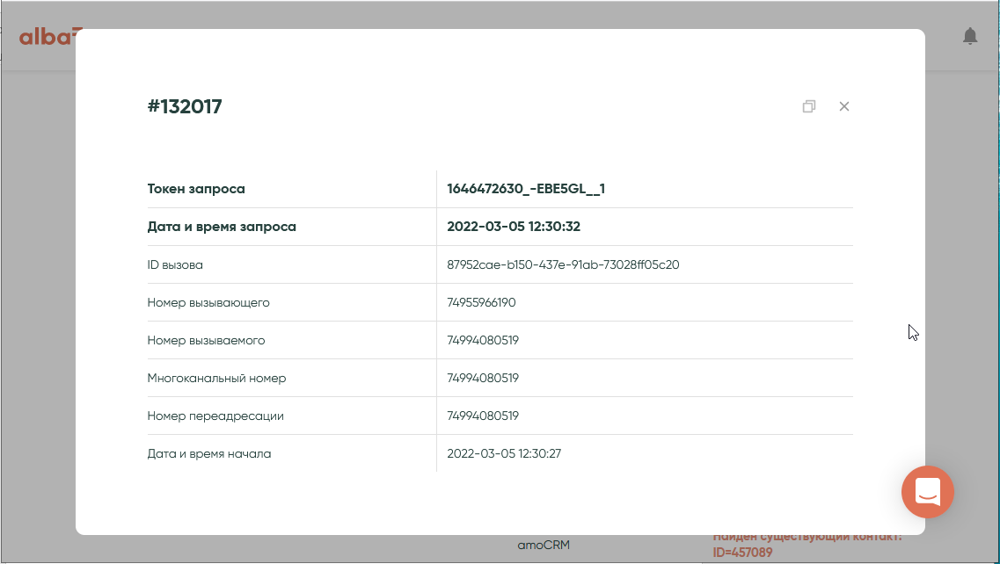 alba
#132017
Токен запроса 1646472630_-EBE5GL__1
Дата и время запроса 2022-03-05 12:30:32
ID вызова 87952cae-b150-437e-91ab-73028ff05c20
Номер вызывающего 74955966190
Номер вызываемого 74994080519
Многоканальный номер 74994080519
Номер переадресации 74994080519
Дата и время начала 2022-03-05 12:30:27
Найден существующий контакт:
amoCRM
ID=457089